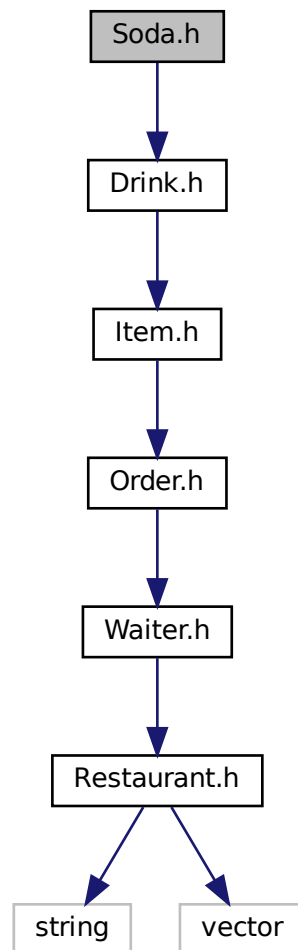 Soda.h
Drink.h
Item.h
Order.h
Waiter.h
Restaurant.h
string
vector